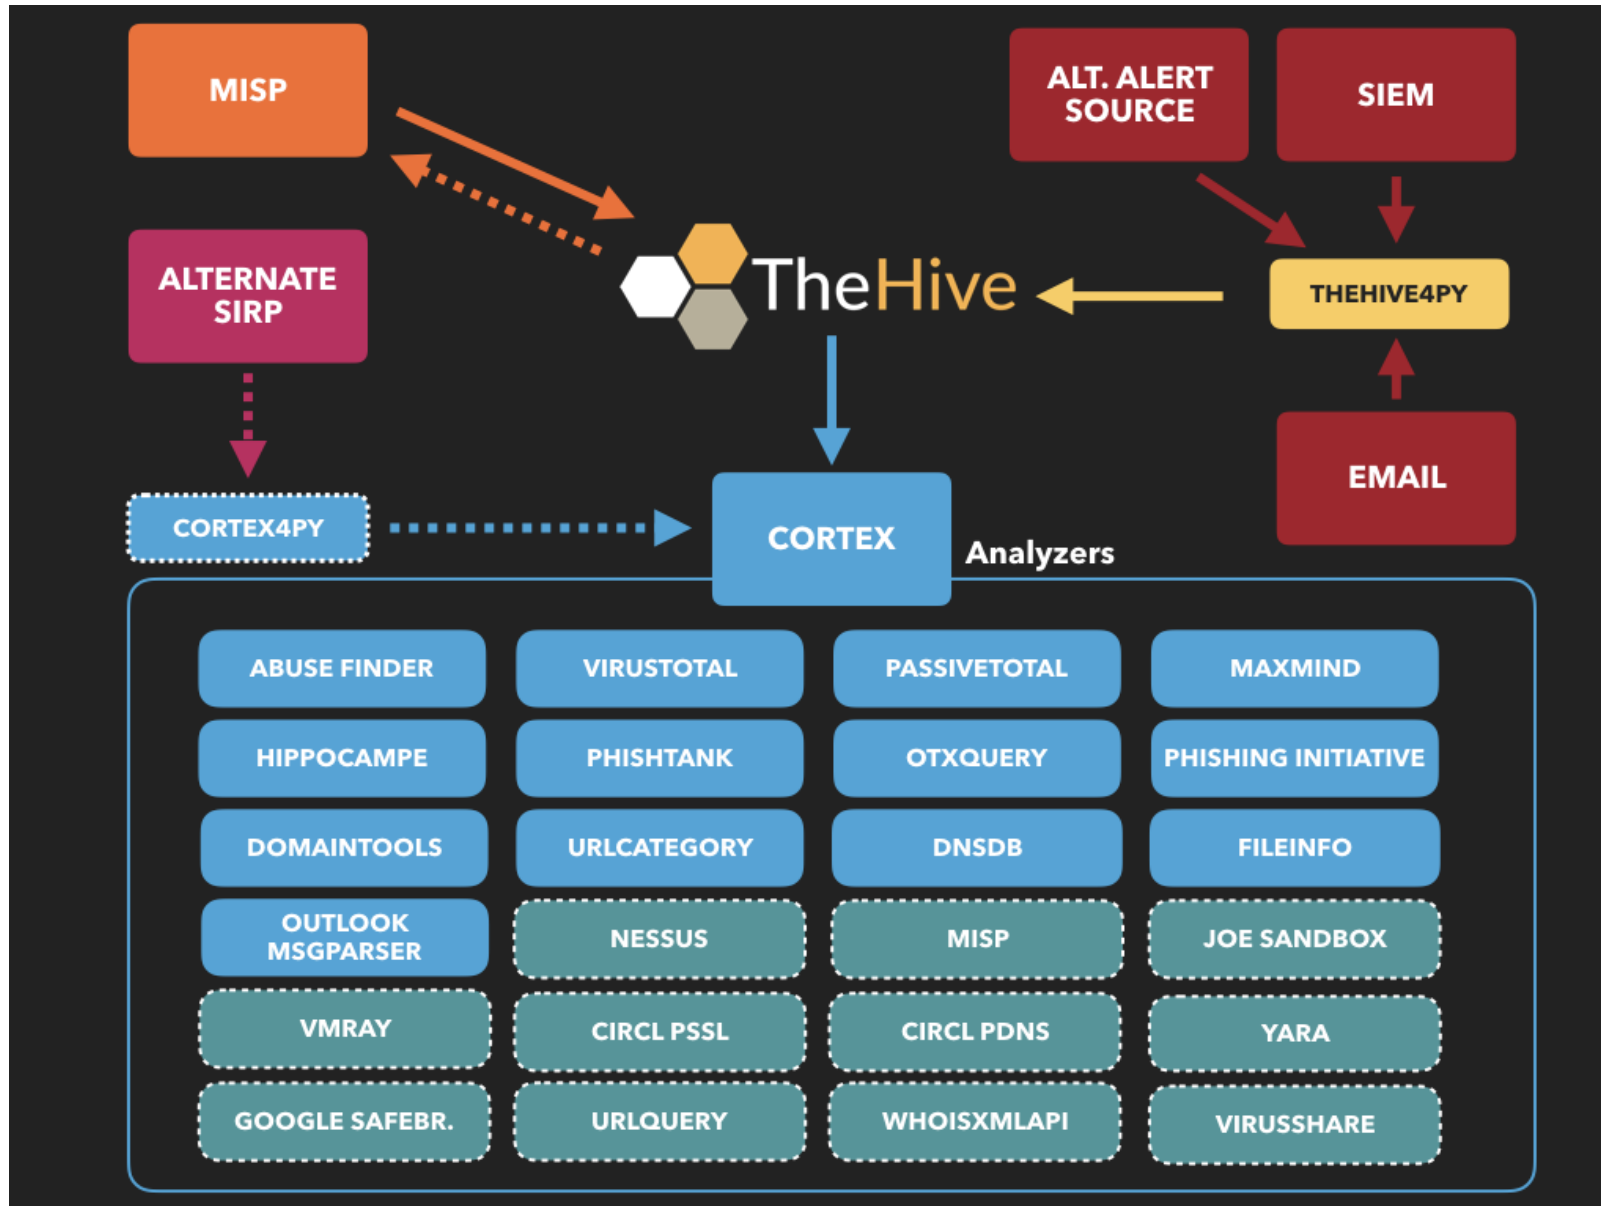 MISP
ALT. ALERT
SOURCE
SIEM
ALTERNATE
SIRP
TheHive
THEHIVE4PY
EMAIL
CORTEX4PY
CORTEX
Analyzers
ABUSE FINDER
VIRUSTOTAL
PASSIVETOTAL
MAXMIND
HIPPOCAMPE
PHISHTANK
OTXQUERY
PHISHING INITIATIVE
DOMAINTOOLS
URLCATEGORY
DNSDB
FILEINFO
OUTLOOK
MSGPARSER
NESSUS
MISP
JOE SANDBOX
VMRAY
CIRCL PSSL
CIRCL PDNS
YARA
GOOGLE SAFEBR.
URLQUERY
WHOISXMLAPI
VIRUSSHARE